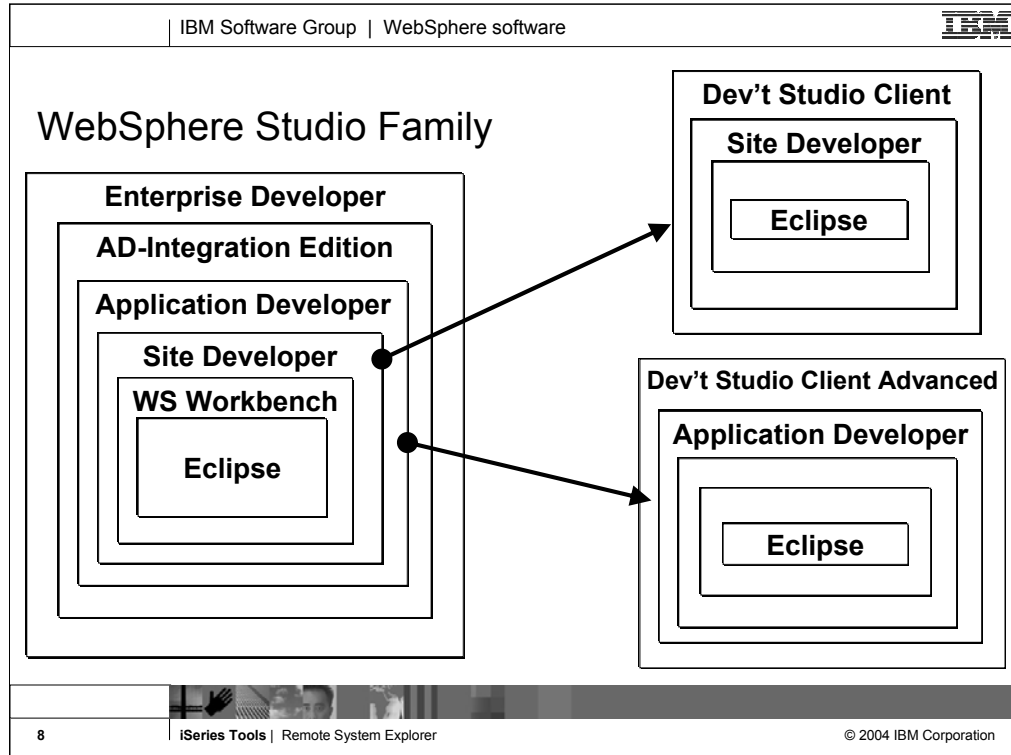 IBM Software Group | WebSphere software
IBM
WebSphere Studio Family
Enterprise Developer
AD-Integration Edition
Application Developer
Site Developer
WS Workbench
Eclipse
Dev't Studio Client
Site Developer
Eclipse
Dev't Studio Client Advanced
Application Developer
Eclipse
8
iSeries Tools | Remote System Explorer
© 2004 IBM Corporation